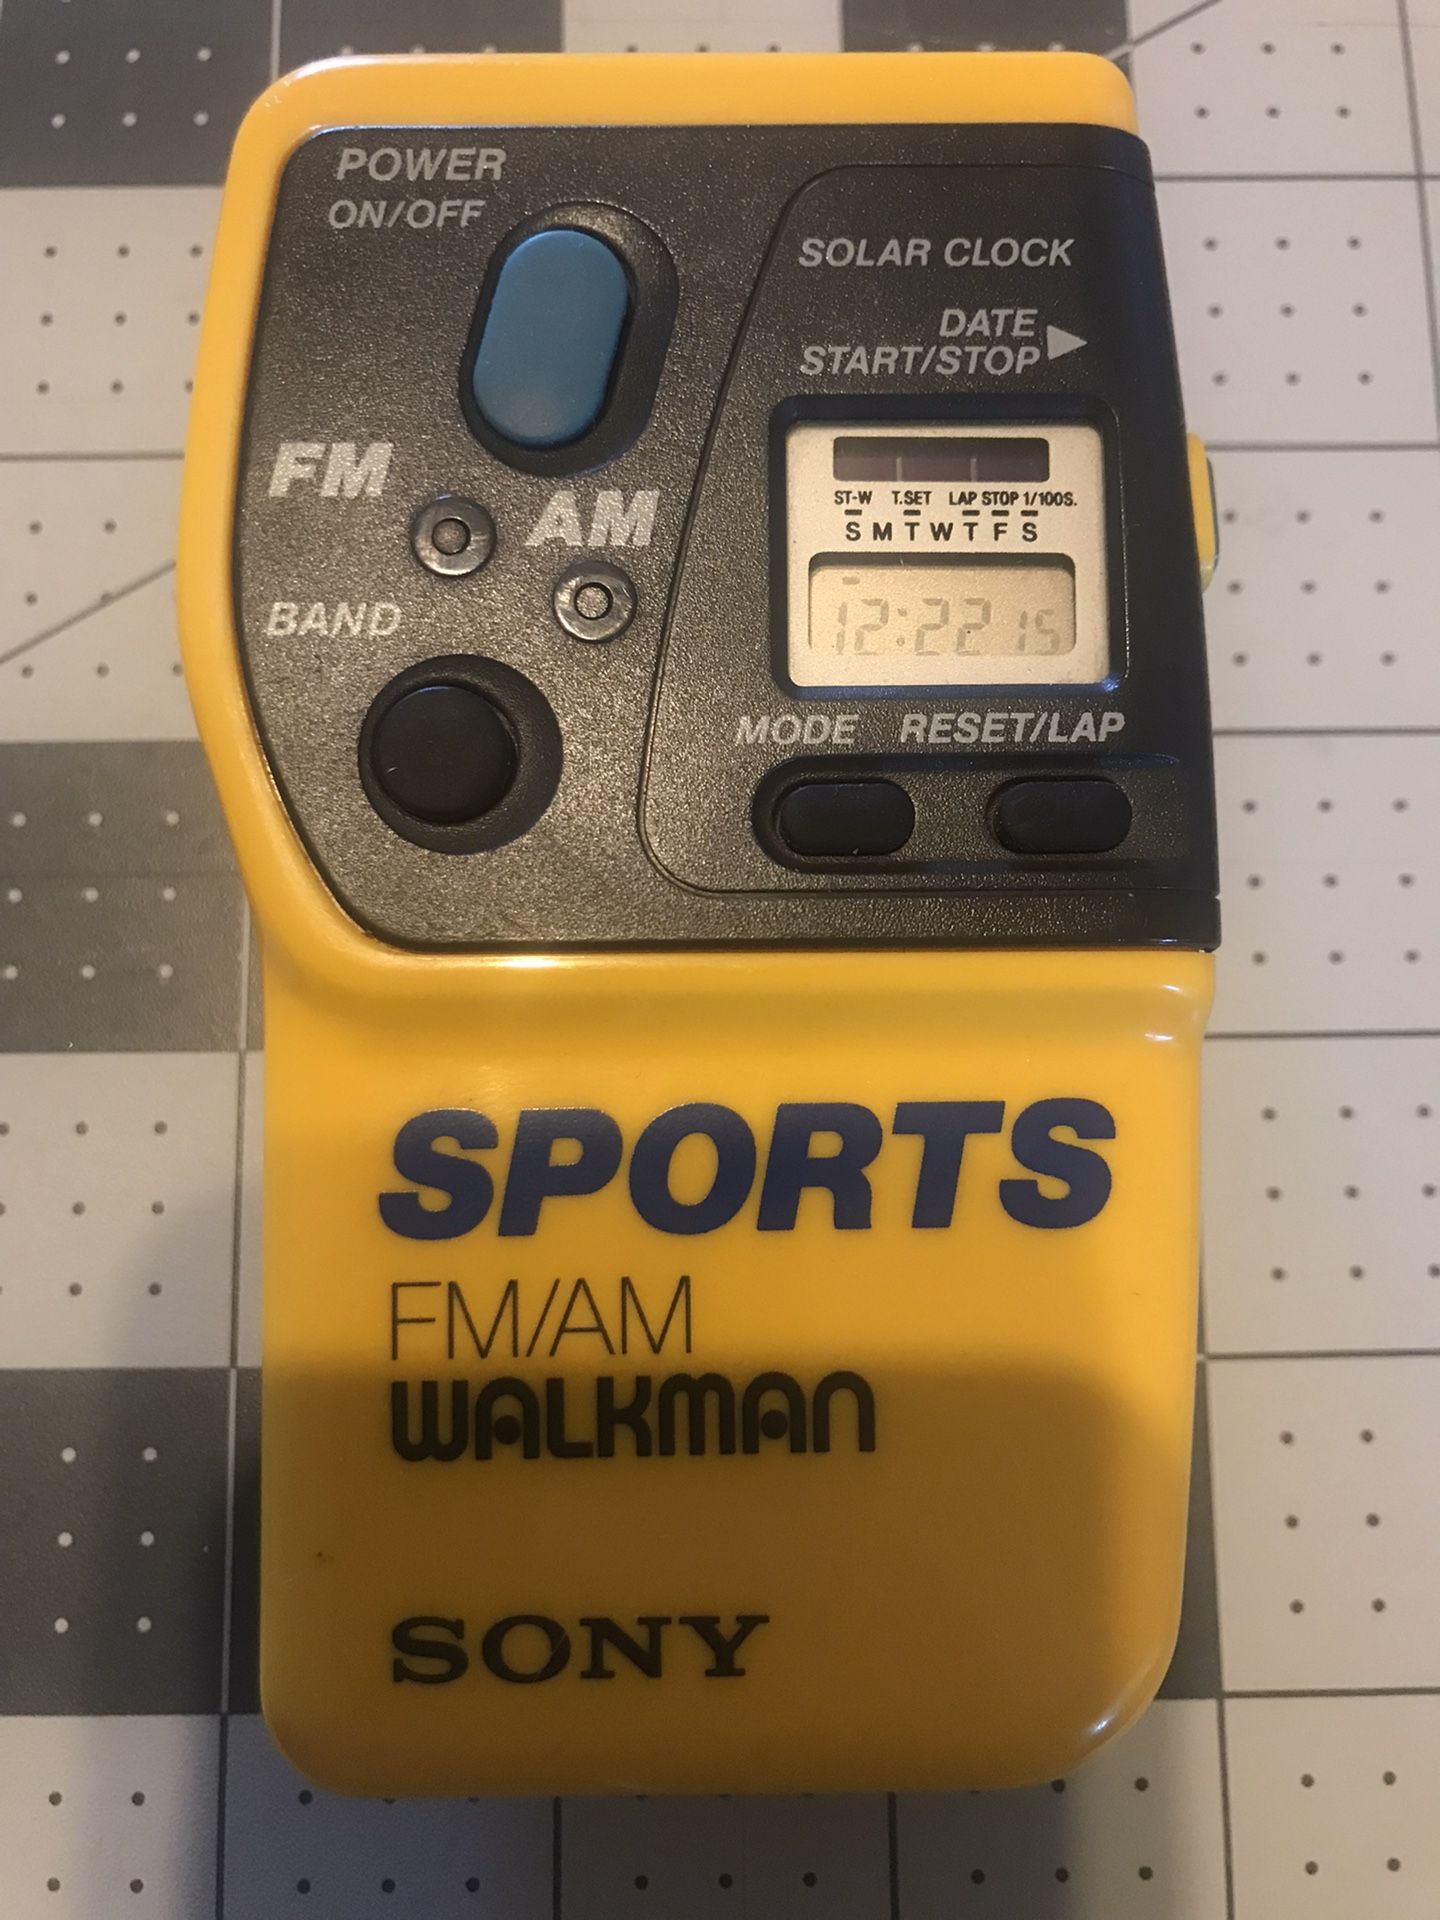 POWER
ON/OFF
SOLAR CLOCK
DATE
START/STOP
FM
AM
ST-W T.SET LAP STOP 1/100S.
S M T W T F S
12:22 15
BAND
MODE RESET/LAP
SPORTS
FM/AM
WALKMAN
SONY